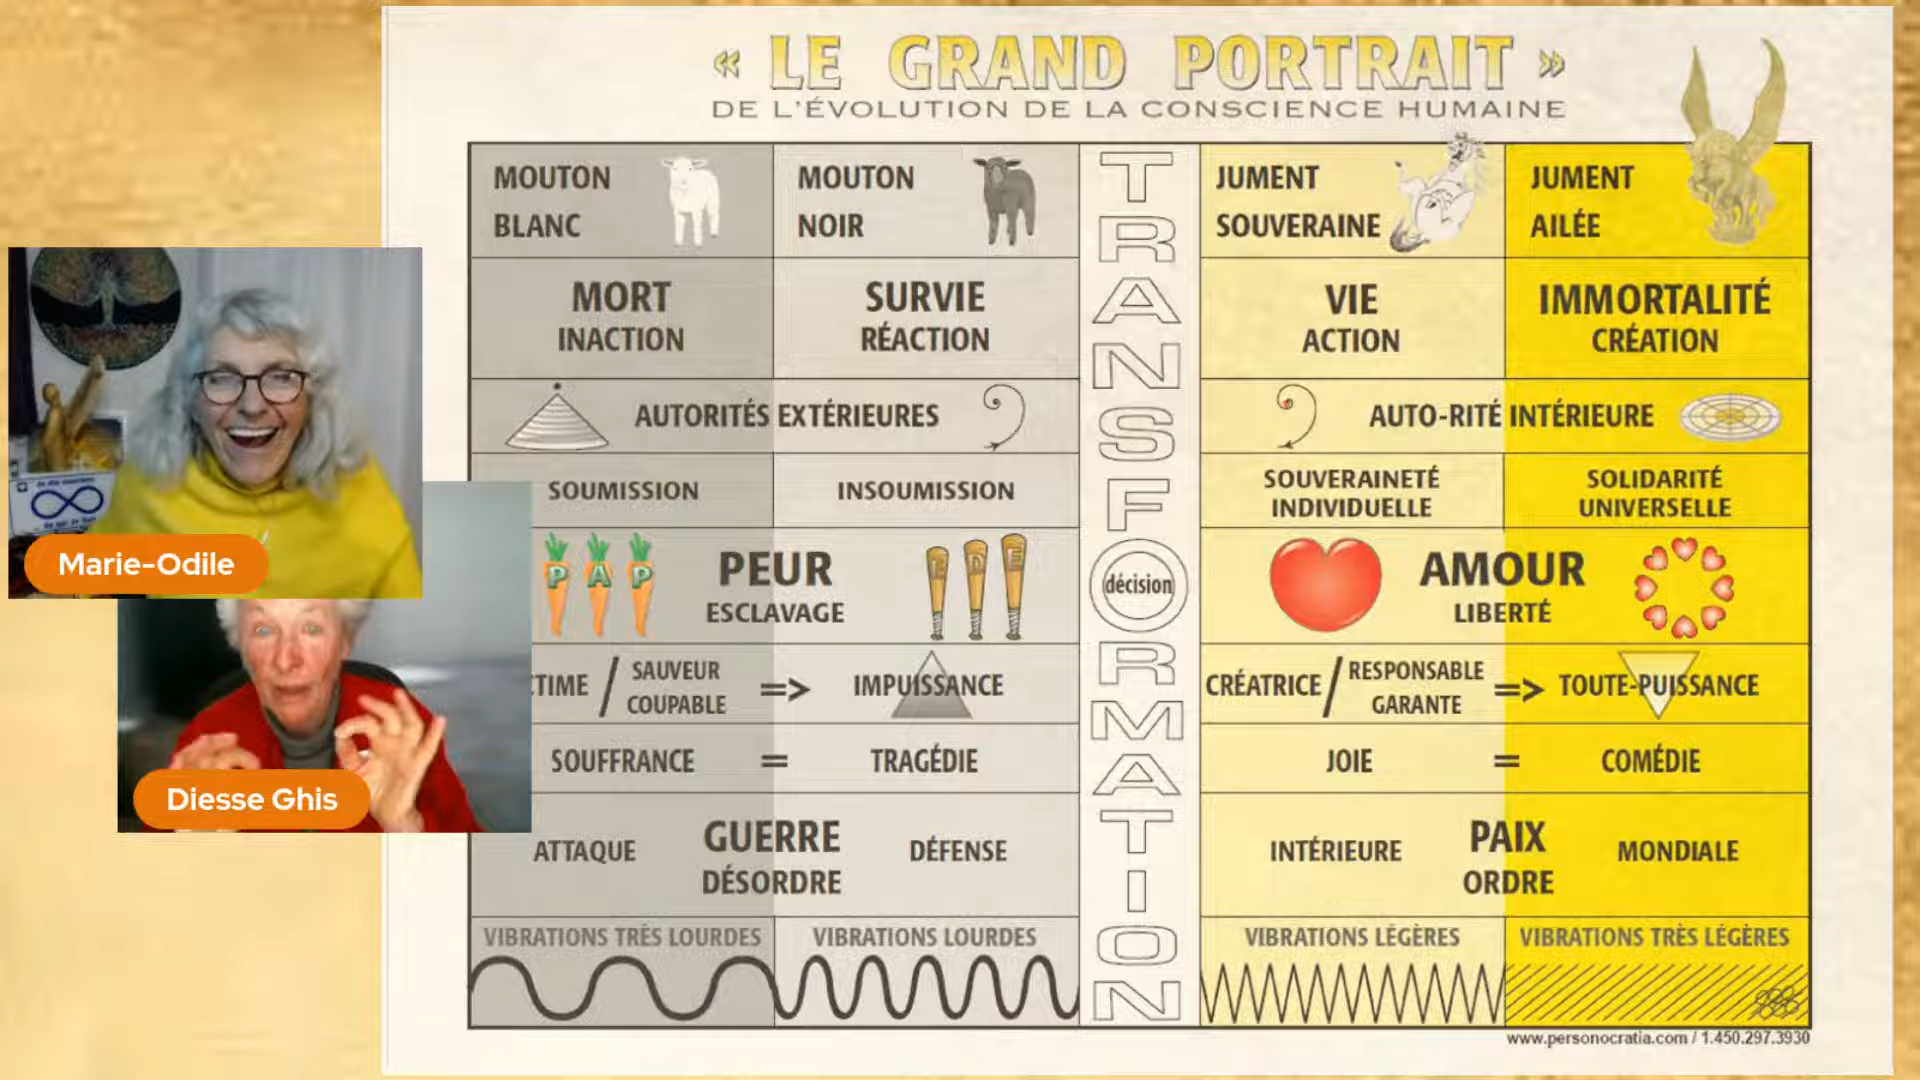 « LE GRAND PORTRAIT »
DE L'ÉVOLUTION DE LA CONSCIENCE HUMAINE
MOUTON
BLANC
MOUTON
NOIR
TRANSFORMATION
décision
JUMENT
SOUVERAINE
JUMENT
AILÉE
MORT
INACTION
SURVIE
RÉACTION
VIE
ACTION
IMMORTALITÉ
CRÉATION
AUTORITÉS EXTÉRIEURES
AUTO-RITÉ INTÉRIEURE
SOUMISSION
INSOUMISSION
SOUVERAINETÉ
INDIVIDUELLE
SOLIDARITÉ
UNIVERSELLE
P A P
PEUR
ESCLAVAGE
E D E
AMOUR
LIBERTÉ
TIME / SAUVEUR
COUPABLE
=> IMPUISSANCE
CRÉATRICE / RESPONSABLE
GARANTE
=> TOUTE-PUISSANCE
SOUFFRANCE = TRAGÉDIE
JOIE = COMÉDIE
ATTAQUE
GUERRE
DÉSORDRE
DÉFENSE
INTÉRIEURE
PAIX
ORDRE
MONDIALE
VIBRATIONS TRÈS LOURDES
VIBRATIONS LOURDES
VIBRATIONS LÉGÈRES
VIBRATIONS TRÈS LÉGÈRES
www.personocratia.com / 1.450.297.3930
Marie-Odile
Diesse Ghis